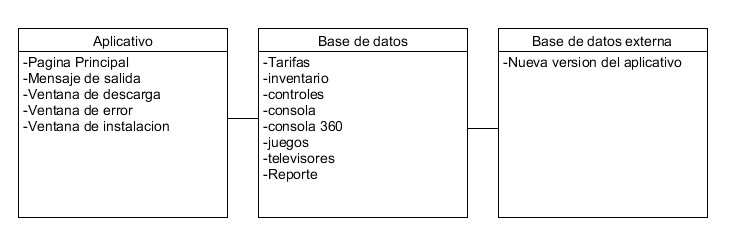 Aplicativo
-Pagina Principal
-Mensaje de salida
-Ventana de descarga
-Ventana de error
-Ventana de instalacion
Base de datos
-Tarifas
-inventario
-controles
-consola
-consola 360
-juegos
-televisores
-Reporte
Base de datos externa
-Nueva version del aplicativo